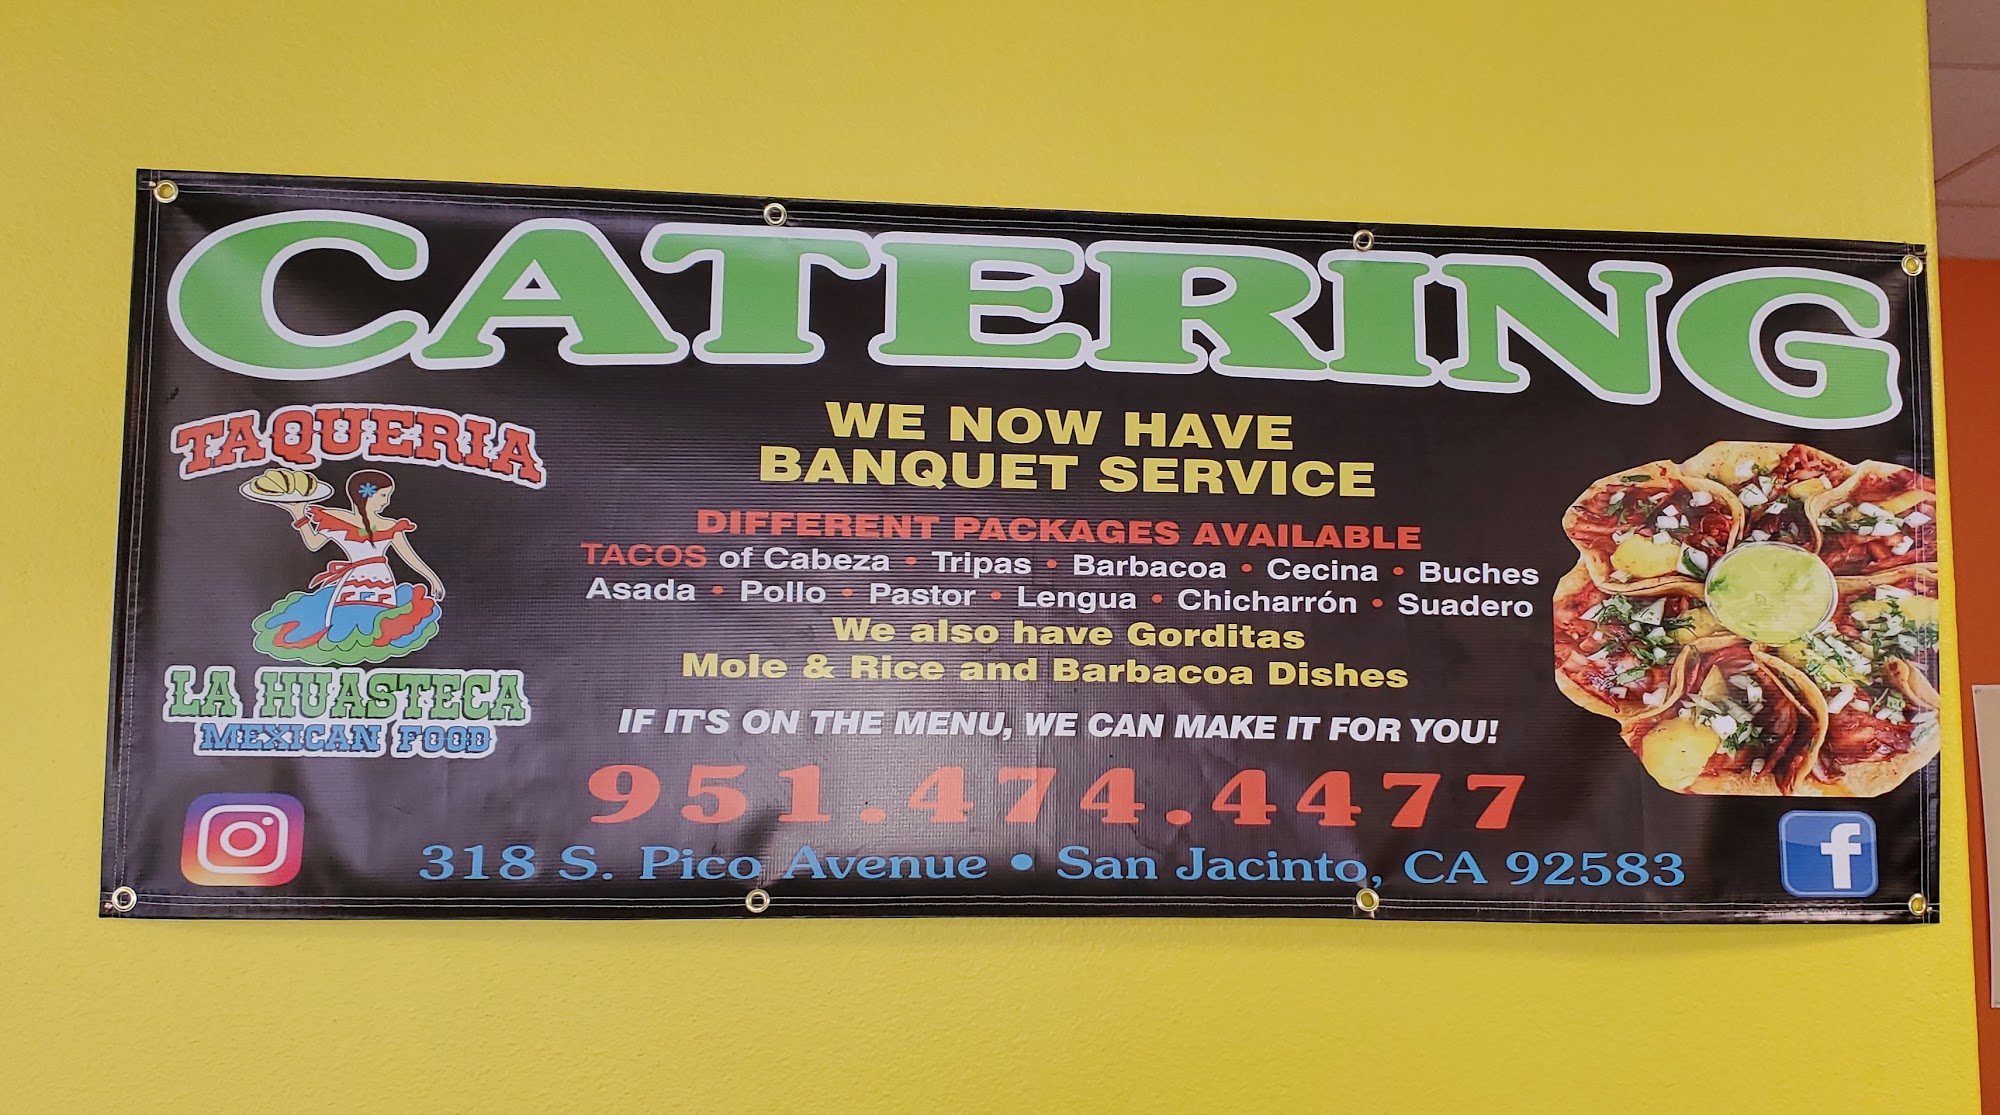 CATERING
TAQUERIA
LA HUASTECA
MEXICAN FOOD
WE NOW HAVE
BANQUET SERVICE
DIFFERENT PACKAGES AVAILABLE
TACOS of Cabeza • Tripas • Barbacoa • Cecina • Buches
Asada • Pollo • Pastor • Lengua • Chicharrón • Suadero
We also have Gorditas
Mole & Rice and Barbacoa Dishes
IF IT'S ON THE MENU, WE CAN MAKE IT FOR YOU!
951.474.4477
318 S. Pico Avenue • San Jacinto, CA 92583
f